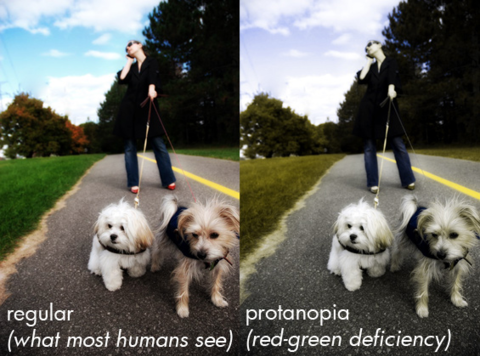 regular
(what most humans see)
protanopia
(red-green deficiency)